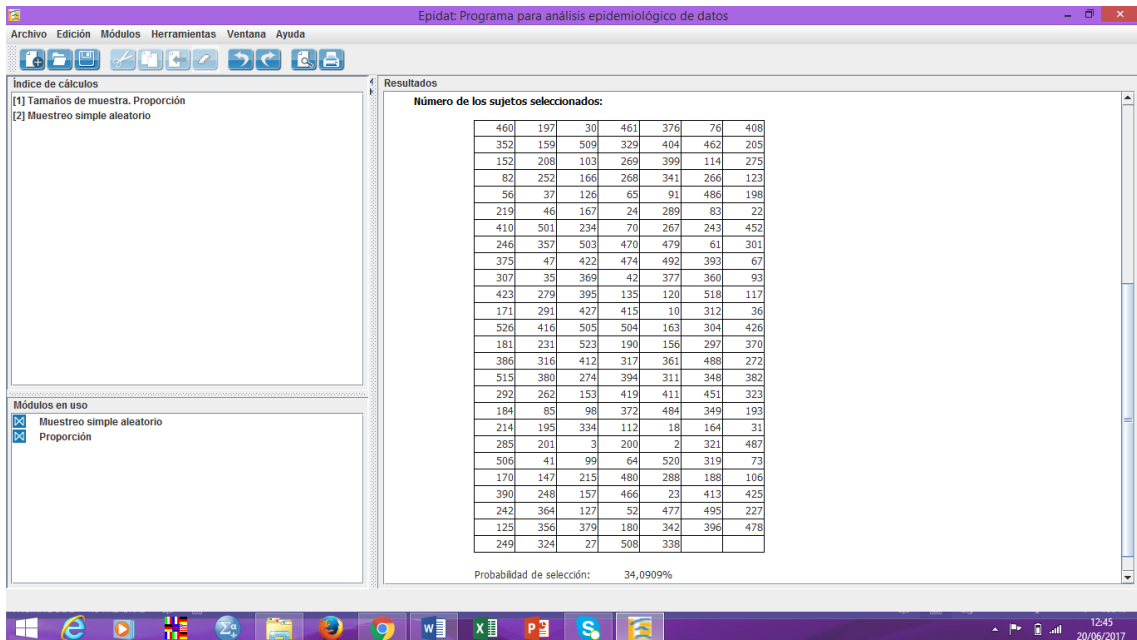 Epidat: Programa para análisis epidemiológico de datos
Archivo Edición Módulos Herramientas Ventana Ayuda
Índice de cálculos
[1] Tamaños de muestra. Proporción
[2] Muestreo simple aleatorio
Módulos en uso
Muestreo simple aleatorio
Proporción
Resultados
Número de los sujetos seleccionados:
460 197 30 461 376 76 408
352 159 509 329 404 462 205
152 208 103 269 399 114 275
82 252 166 268 341 266 123
56 37 126 65 91 486 198
219 46 167 24 289 83 22
410 501 234 70 267 243 452
246 357 503 470 479 61 301
375 47 422 474 492 393 67
307 35 369 42 377 360 93
423 279 395 135 120 518 117
171 291 427 415 10 312 36
526 416 505 504 163 304 426
181 231 523 190 156 297 370
386 316 412 317 361 488 272
515 380 274 394 311 348 382
292 262 153 419 411 451 323
184 85 98 372 484 349 193
214 195 334 112 18 164 31
285 201 3 200 2 321 487
506 41 99 64 520 319 73
170 147 215 480 288 188 106
390 248 157 466 23 413 425
242 364 127 52 477 495 227
125 356 379 180 342 396 478
249 324 27 508 338
Probabilidad de selección: 34,0909%
12:45
20/06/2017